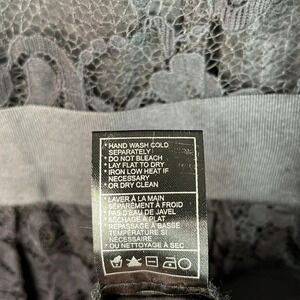 * HAND WASH COLD
SEPARATELY
* DO NOT BLEACH
* LAY FLAT TO DRY
* IRON LOW HEAT IF
NECESSARY
* OR DRY CLEAN
* LAVER À LA MAIN
SÉPARÉMENT À FROID
* PAS D'EAU DE JAVEL
* SÉCHAGE À PLAT
* REPASSAGE À BASSE
TEMPÉRATURE SI
NÉCESSAIRE
* OU NETTOYAGE À SEC